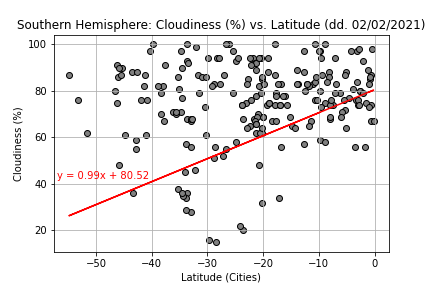 Southern Hemisphere: Cloudiness (%) vs. Latitude (dd. 02/02/2021)
100
80
60
40
20
Cloudiness (%)
y = 0.99x + 80.52
−50
−40
−30
−20
−10
0
Latitude (Cities)